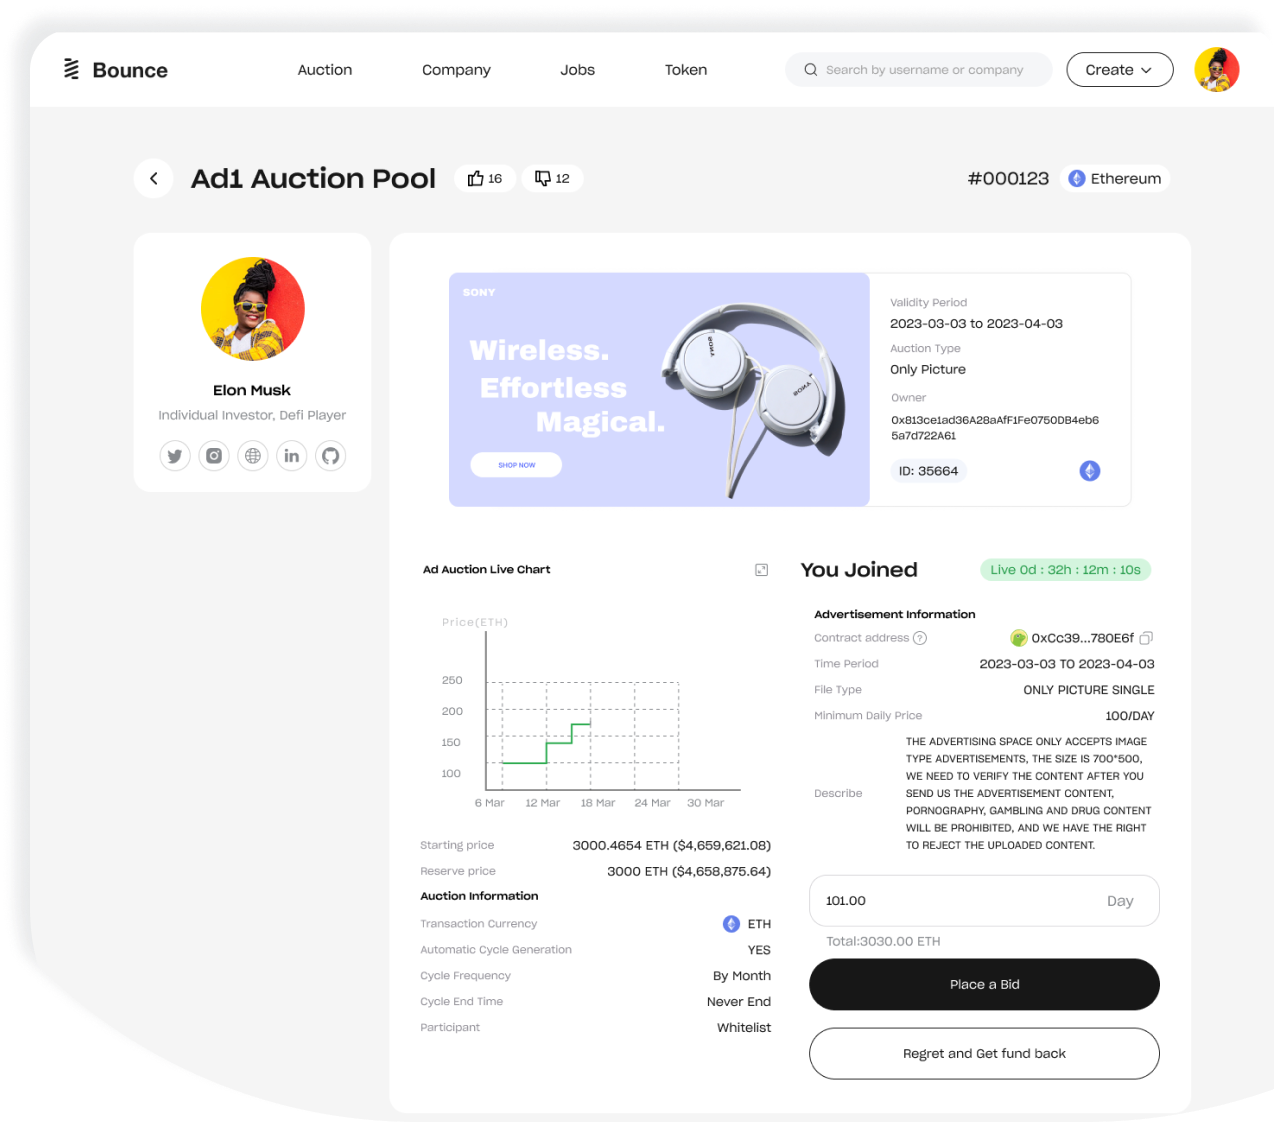 Bounce
Auction
Company
Jobs
Token
Search by username or company
Create
Ad1 Auction Pool
16
12
#000123
Ethereum
Elon Musk
Individual Investor, Defi Player
in
SONY
Wireless.
Effortless
Magical.
SHOP NOW
SONY
SONY
Validity Period
2023-03-03 to 2023-04-03
Auction Type
Only Picture
Owner
0x813ce1ad36A28aAfF1Fe0750DB4eb6
5a7d722A61
ID: 35664
Ad Auction Live Chart
Price(ETH)
250
200
150
100
6 Mar
12 Mar
18 Mar
24 Mar
30 Mar
Starting price
3000.4654 ETH ($4,659,621.08)
Reserve price
3000 ETH ($4,658,875.64)
Auction Information
Transaction Currency
ETH
Automatic Cycle Generation
YES
Cycle Frequency
By Month
Cycle End Time
Never End
Participant
Whitelist
You Joined
Live 0d : 32h : 12m : 10s
Advertisement Information
Contract address ?
0xCc39...780E6f
Time Period
2023-03-03 TO 2023-04-03
File Type
ONLY PICTURE SINGLE
Minimum Daily Price
100/DAY
Describe
THE ADVERTISING SPACE ONLY ACCEPTS IMAGE
TYPE ADVERTISEMENTS, THE SIZE IS 700*500,
WE NEED TO VERIFY THE CONTENT AFTER YOU
SEND US THE ADVERTISEMENT CONTENT,
PORNOGRAPHY, GAMBLING AND DRUG CONTENT
WILL BE PROHIBITED, AND WE HAVE THE RIGHT
TO REJECT THE UPLOADED CONTENT.
101.00
Day
Total:3030.00 ETH
Place a Bid
Regret and Get fund back